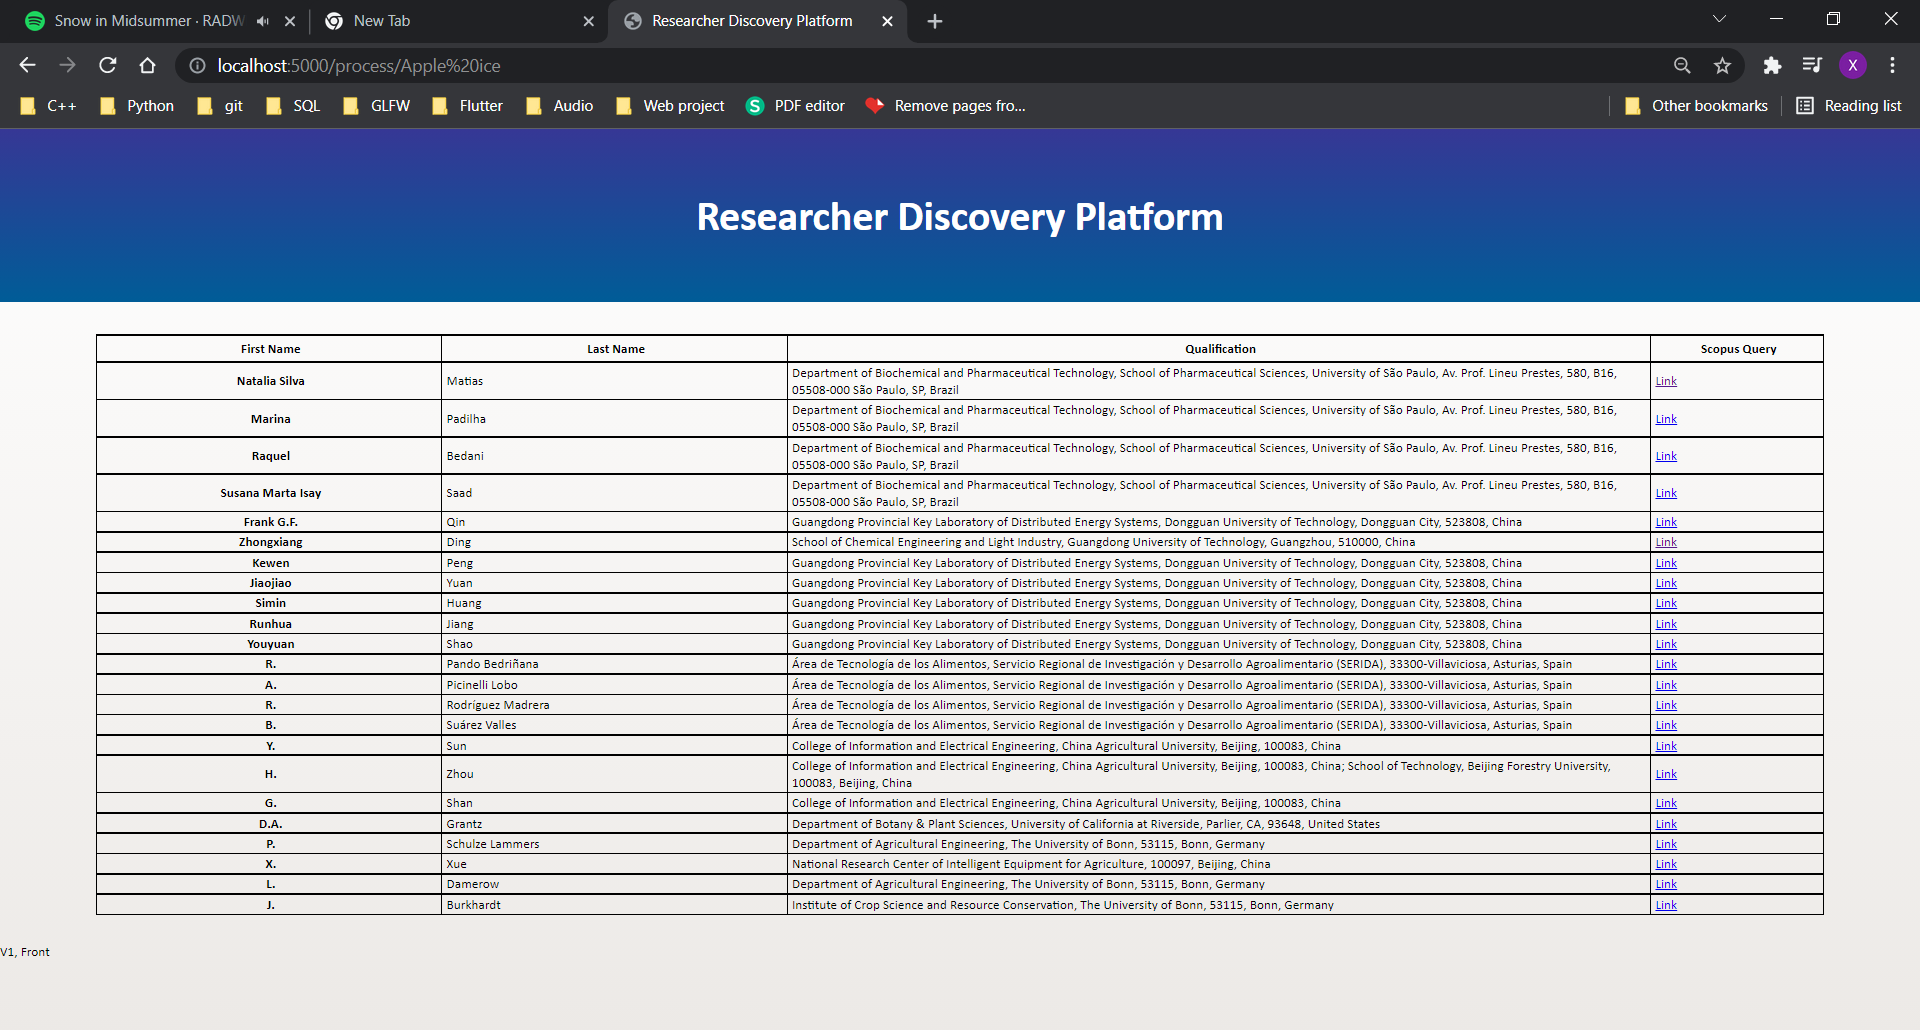 Snow in Midsummer · RADW
New Tab
Researcher Discovery Platform
localhost:5000/process/Apple%20ice
X
C++ Python git SQL GLFW Flutter Audio Web project S PDF editor Remove pages fro... Other bookmarks Reading list
Researcher Discovery Platform
First Name Last Name Qualification Scopus Query
Natalia Silva Matias Department of Biochemical and Pharmaceutical Technology, School of Pharmaceutical Sciences, University of São Paulo, Av. Prof. Lineu Prestes, 580, B16, Link
05508-000 São Paulo, SP, Brazil
Marina Padilha Department of Biochemical and Pharmaceutical Technology, School of Pharmaceutical Sciences, University of São Paulo, Av. Prof. Lineu Prestes, 580, B16, Link
05508-000 São Paulo, SP, Brazil
Raquel Bedani Department of Biochemical and Pharmaceutical Technology, School of Pharmaceutical Sciences, University of São Paulo, Av. Prof. Lineu Prestes, 580, B16, Link
05508-000 São Paulo, SP, Brazil
Susana Marta Isay Saad Department of Biochemical and Pharmaceutical Technology, School of Pharmaceutical Sciences, University of São Paulo, Av. Prof. Lineu Prestes, 580, B16, Link
05508-000 São Paulo, SP, Brazil
Frank G.F. Qin Guangdong Provincial Key Laboratory of Distributed Energy Systems, Dongguan University of Technology, Dongguan City, 523808, China Link
Zhongxiang Ding School of Chemical Engineering and Light Industry, Guangdong University of Technology, Guangzhou, 510000, China Link
Kewen Peng Guangdong Provincial Key Laboratory of Distributed Energy Systems, Dongguan University of Technology, Dongguan City, 523808, China Link
Jiaojiao Yuan Guangdong Provincial Key Laboratory of Distributed Energy Systems, Dongguan University of Technology, Dongguan City, 523808, China Link
Simin Huang Guangdong Provincial Key Laboratory of Distributed Energy Systems, Dongguan University of Technology, Dongguan City, 523808, China Link
Runhua Jiang Guangdong Provincial Key Laboratory of Distributed Energy Systems, Dongguan University of Technology, Dongguan City, 523808, China Link
Youyuan Shao Guangdong Provincial Key Laboratory of Distributed Energy Systems, Dongguan University of Technology, Dongguan City, 523808, China Link
R. Pando Bedriñana Área de Tecnología de los Alimentos, Servicio Regional de Investigación y Desarrollo Agroalimentario (SERIDA), 33300-Villaviciosa, Asturias, Spain Link
A. Picinelli Lobo Área de Tecnología de los Alimentos, Servicio Regional de Investigación y Desarrollo Agroalimentario (SERIDA), 33300-Villaviciosa, Asturias, Spain Link
R. Rodríguez Madrera Área de Tecnología de los Alimentos, Servicio Regional de Investigación y Desarrollo Agroalimentario (SERIDA), 33300-Villaviciosa, Asturias, Spain Link
B. Suárez Valles Área de Tecnología de los Alimentos, Servicio Regional de Investigación y Desarrollo Agroalimentario (SERIDA), 33300-Villaviciosa, Asturias, Spain Link
Y. Sun College of Information and Electrical Engineering, China Agricultural University, Beijing, 100083, China Link
H. Zhou College of Information and Electrical Engineering, China Agricultural University, Beijing, 100083, China; School of Technology, Beijing Forestry University, Link
100083, Beijing, China
G. Shan College of Information and Electrical Engineering, China Agricultural University, Beijing, 100083, China Link
D.A. Grantz Department of Botany & Plant Sciences, University of California at Riverside, Parlier, CA, 93648, United States Link
P. Schulze Lammers Department of Agricultural Engineering, The University of Bonn, 53115, Bonn, Germany Link
X. Xue National Research Center of Intelligent Equipment for Agriculture, 100097, Beijing, China Link
L. Damerow Department of Agricultural Engineering, The University of Bonn, 53115, Bonn, Germany Link
J. Burkhardt Institute of Crop Science and Resource Conservation, The University of Bonn, 53115, Bonn, Germany Link
V1, Front